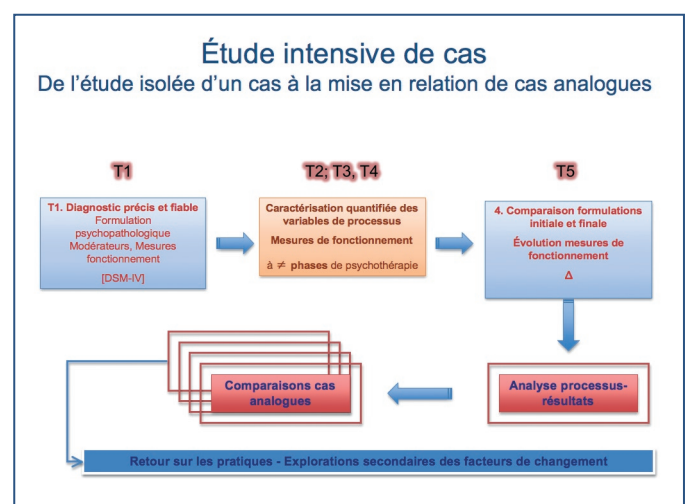 Étude intensive de cas
De l'étude isolée d'un cas à la mise en relation de cas analogues
T1
T2; T3, T4
T5
T1. Diagnostic précis et fiable
Formulation
psychopathologique
Modérateurs, Mesures
fonctionnement
[DSM-IV]
Caractérisation quantifiée des
variables de processus
Mesures de fonctionnement
à ≠ phases de psychothérapie
4. Comparaison formulations
initiale et finale
Évolution mesures de
fonctionnement
Δ
Comparaisons cas
analogues
Analyse processus-
résultats
Retour sur les pratiques - Explorations secondaires des facteurs de changement